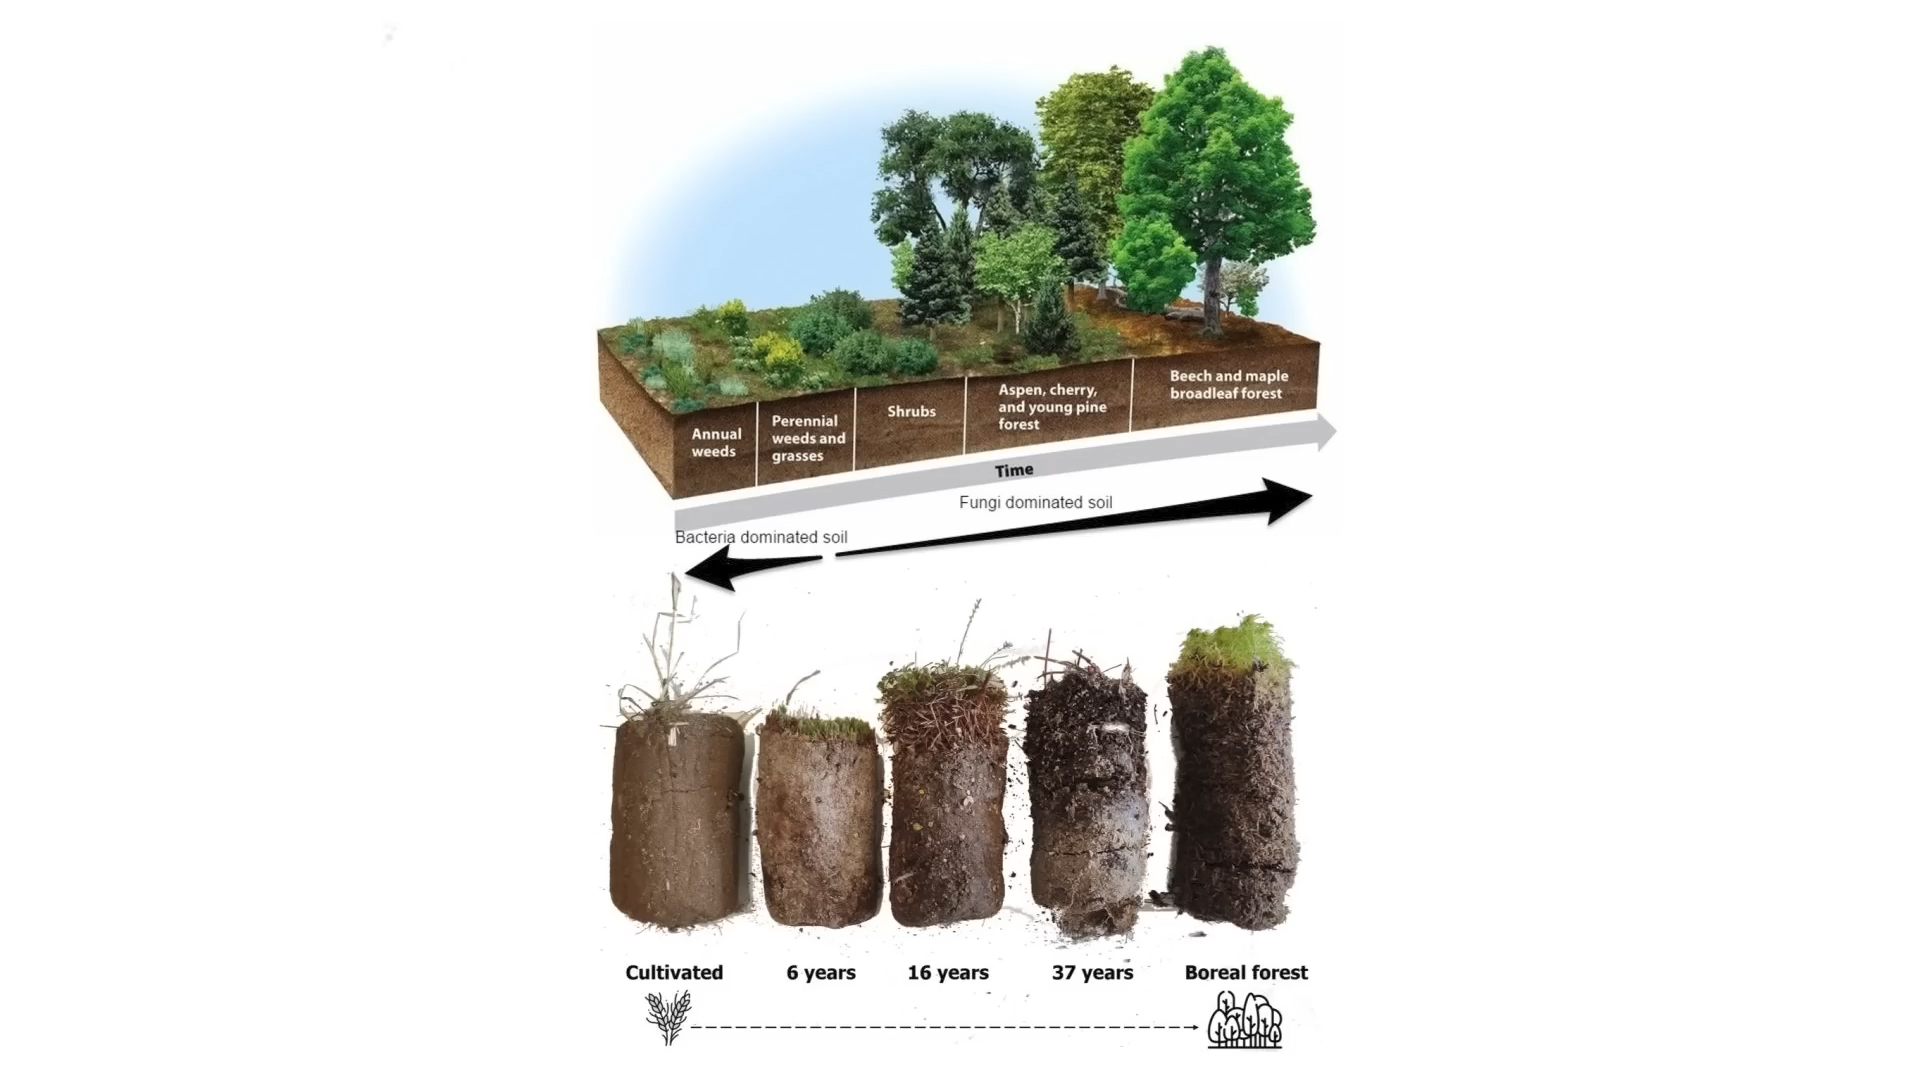 Annual
weeds
Perennial
weeds and
grasses
Shrubs
Aspen, cherry,
and young pine
forest
Beech and maple
broadleaf forest
Time
Fungi dominated soil
Bacteria dominated soil
Cultivated
6 years
16 years
37 years
Boreal forest